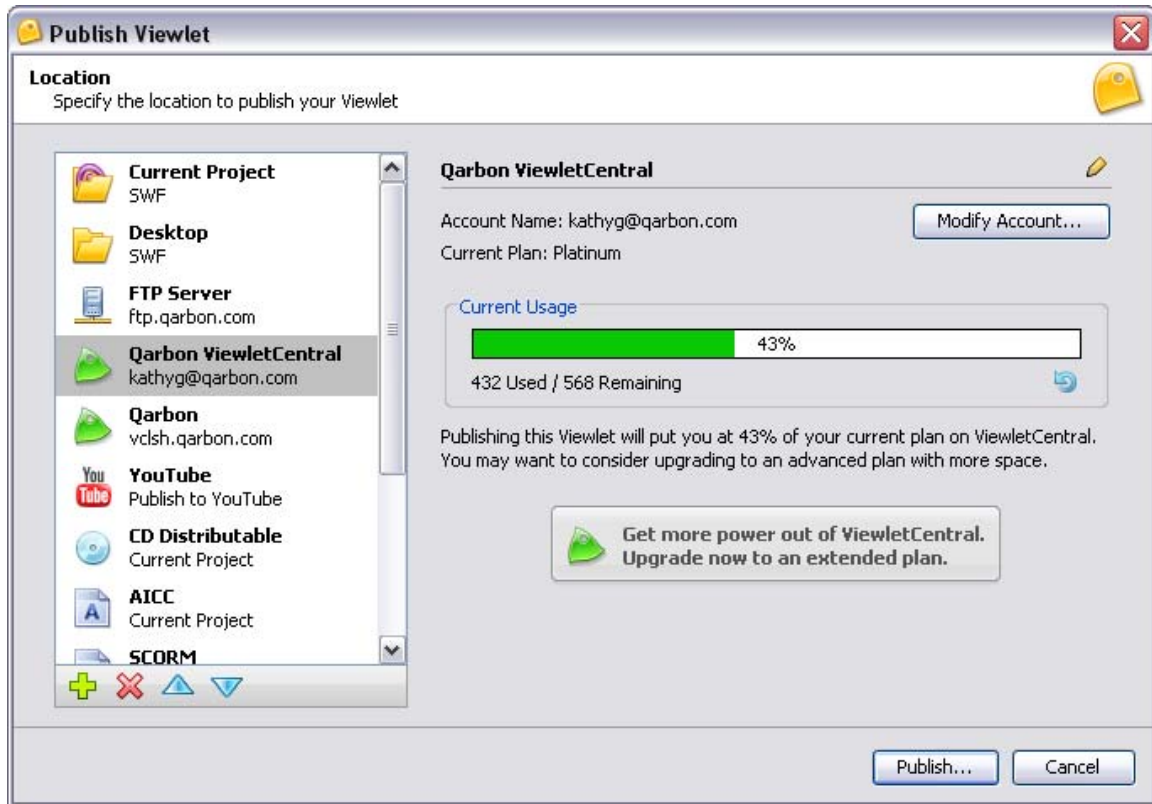 Publish Viewlet
Location
Specify the location to publish your Viewlet
Current Project
SWF
Desktop
SWF
FTP Server
ftp.qarbon.com
Qarbon ViewletCentral
kathyg@qarbon.com
Qarbon
vclsh.qarbon.com
You
Tube
YouTube
Publish to YouTube
CD Distributable
Current Project
A
AICC
Current Project
SCORM
Qarbon ViewletCentral
Account Name: kathyg@qarbon.com
Modify Account...
Current Plan: Platinum
Current Usage
43%
432 Used / 568 Remaining
Publishing this Viewlet will put you at 43% of your current plan on ViewletCentral.
You may want to consider upgrading to an advanced plan with more space.
Get more power out of ViewletCentral.
Upgrade now to an extended plan.
Publish...
Cancel